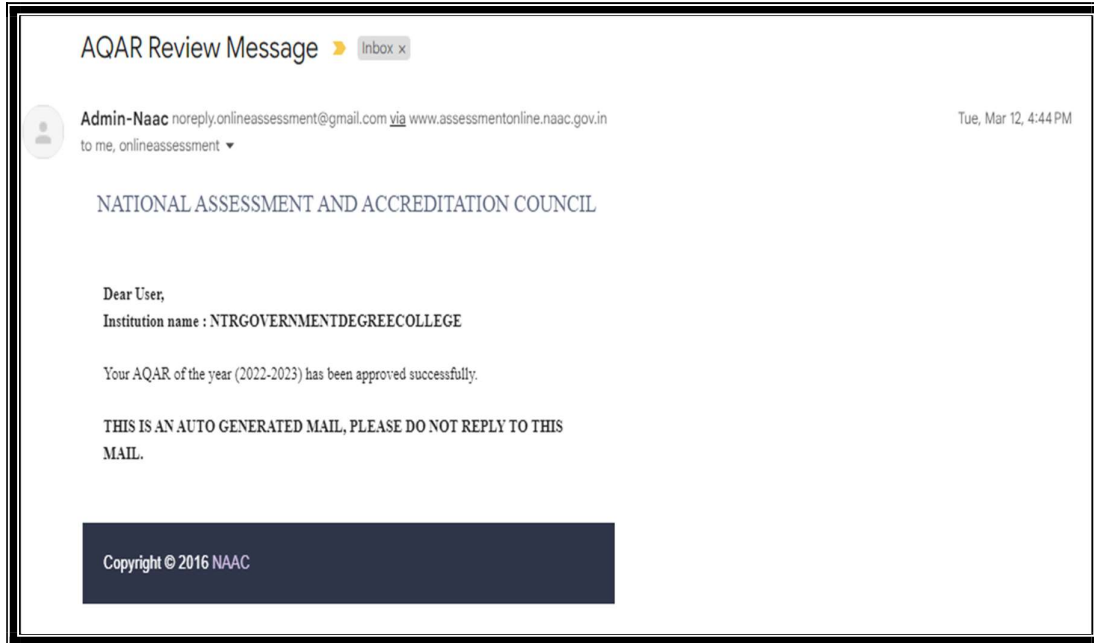 AQAR Review Message Inbox x
Admin-Naac noreply.onlineassessment@gmail.com via www.assessmentonline.naac.gov.in Tue, Mar 12, 4:44 PM
to me, onlineassessment
NATIONAL ASSESSMENT AND ACCREDITATION COUNCIL
Dear User,
Institution name : NTRGOVERNMENTDEGREECOLLEGE
Your AQAR of the year (2022-2023) has been approved successfully.
THIS IS AN AUTO GENERATED MAIL, PLEASE DO NOT REPLY TO THIS
MAIL.
Copyright © 2016 NAAC